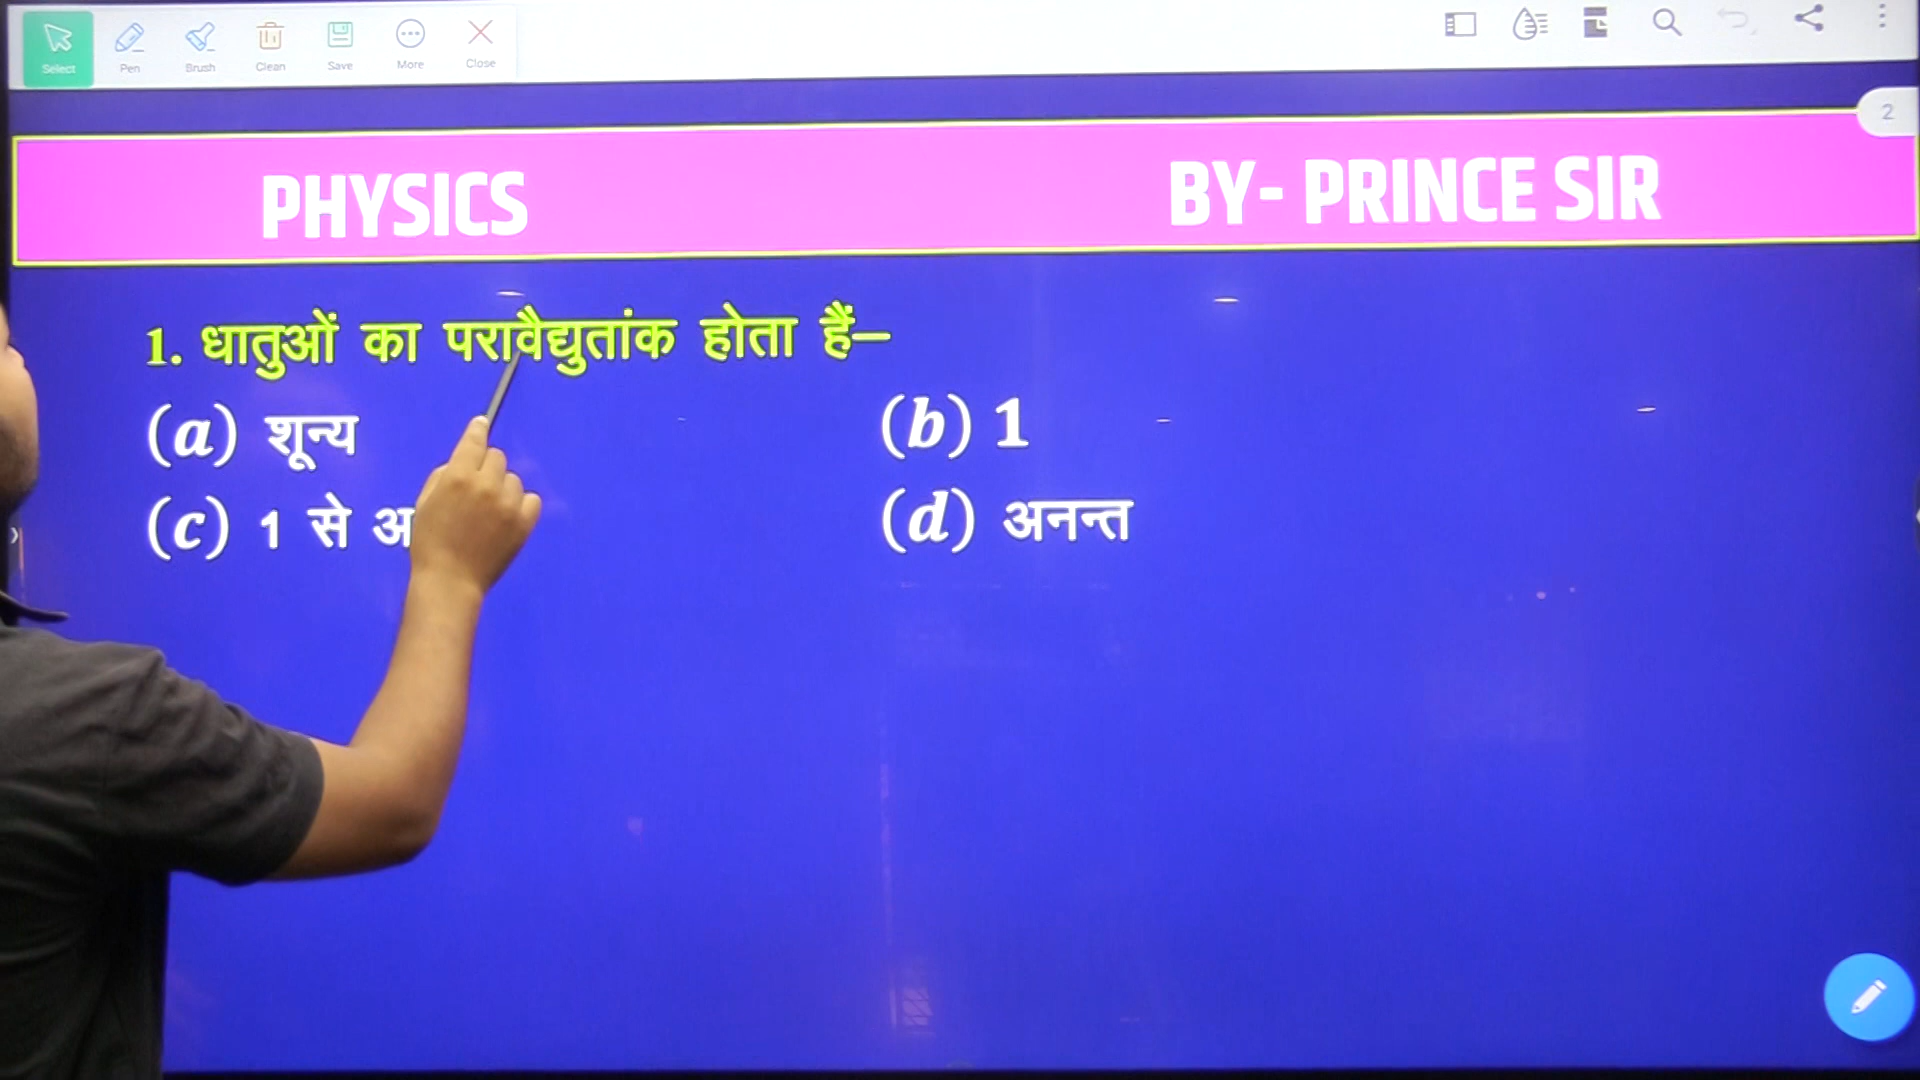 Select Pen Brush Clean Save More Close
2
PHYSICS BY- PRINCE SIR
1. धातुओं का परावैद्युतांक होता हैं–
(a) शून्य (b) 1
(c) 1 से (d) अनन्त